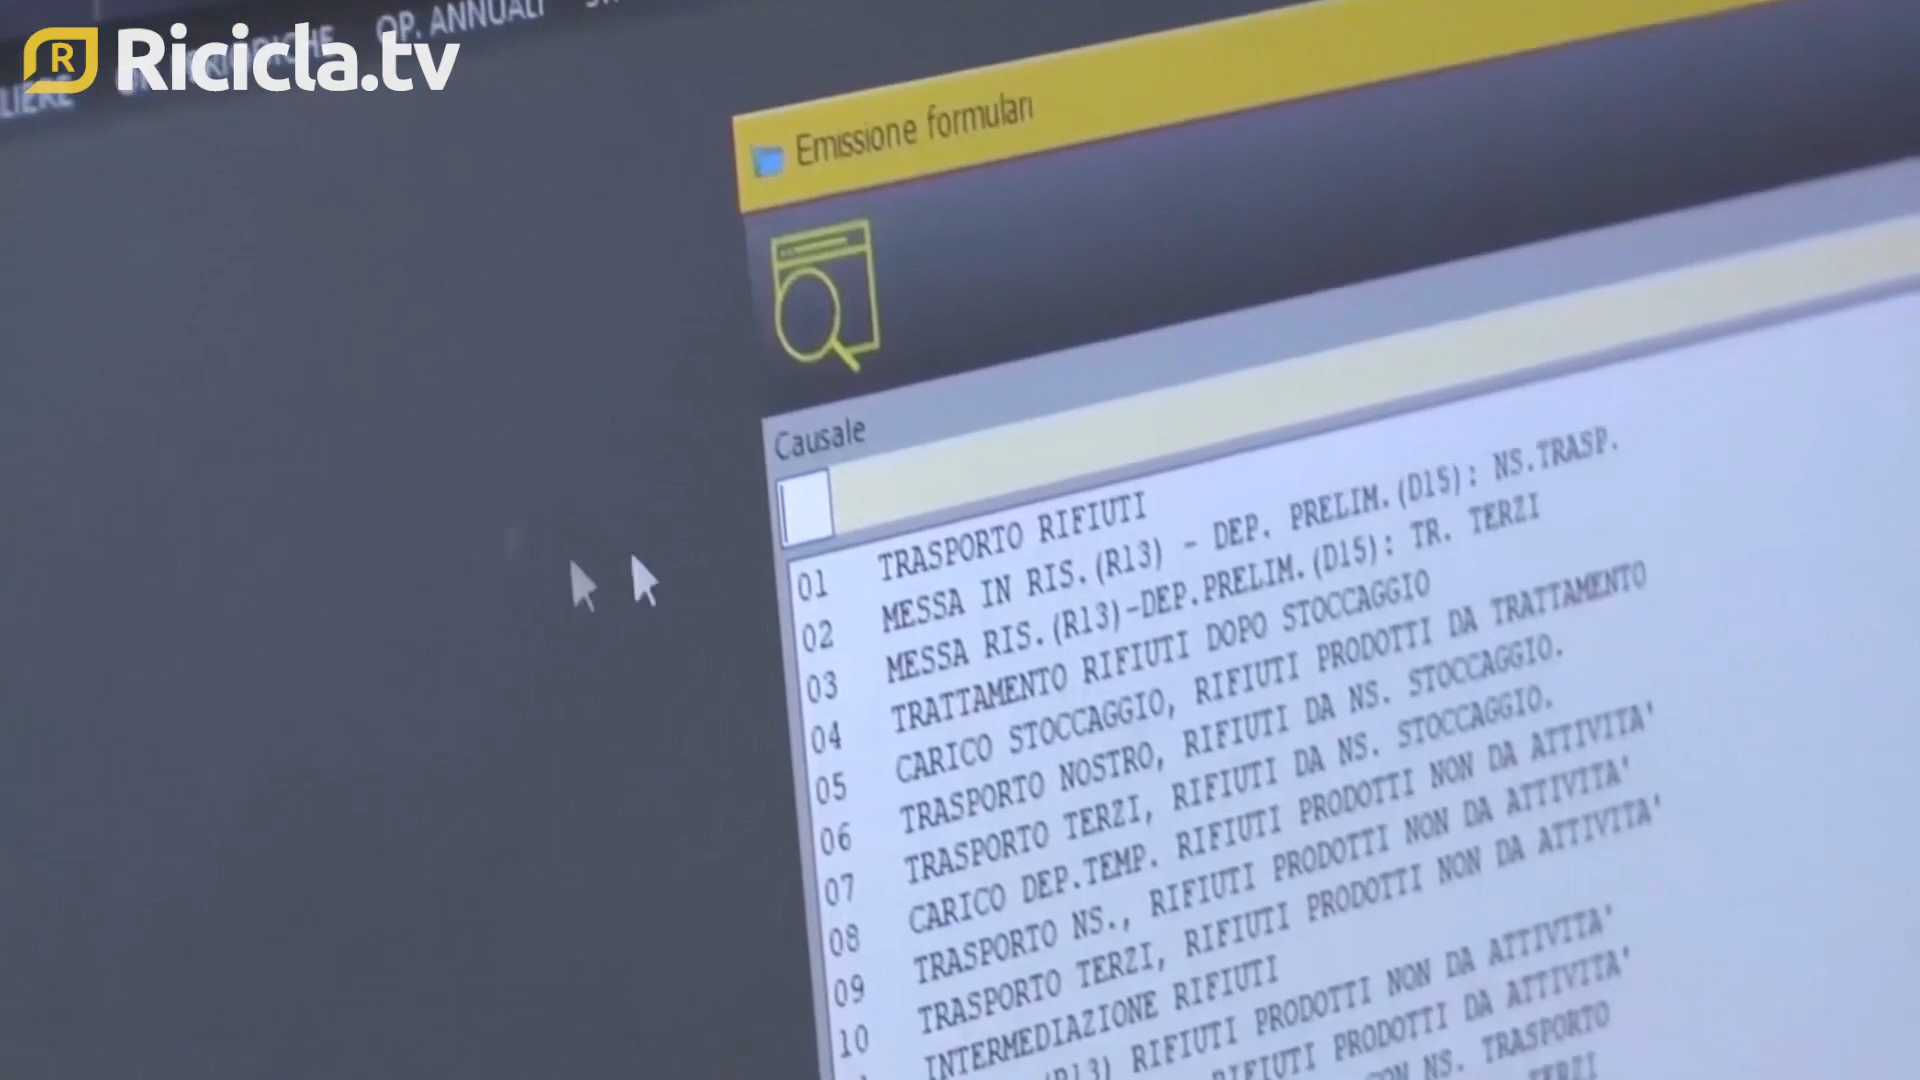 Ricicla.tv
OP. ANNUALI
Emissione formulari
Causale
01 TRASPORTO RIFIUTI
02 MESSA IN RIS.(R13) - DEP. PRELIM.(D15): NS.TRASP.
03 MESSA RIS.(R13)-DEP.PRELIM.(D15): TR. TERZI
04 TRATTAMENTO RIFIUTI DOPO STOCCAGGIO
05 CARICO STOCCAGGIO, RIFIUTI PRODOTTI DA TRATTAMENTO
06 TRASPORTO NOSTRO, RIFIUTI DA NS. STOCCAGGIO.
07 TRASPORTO TERZI, RIFIUTI DA NS. STOCCAGGIO.
08 CARICO DEP.TEMP. RIFIUTI PRODOTTI NON DA ATTIVITA'
09 TRASPORTO NS., RIFIUTI PRODOTTI NON DA ATTIVITA'
10 TRASPORTO TERZI, RIFIUTI PRODOTTI NON DA ATTIVITA'
INTERMEDIAZIONE RIFIUTI
(R13) RIFIUTI PRODOTTI NON DA ATTIVITA'
RIFIUTI PRODOTTI DA ATTIVITA'
CON NS. TRASPORTO
TERZI